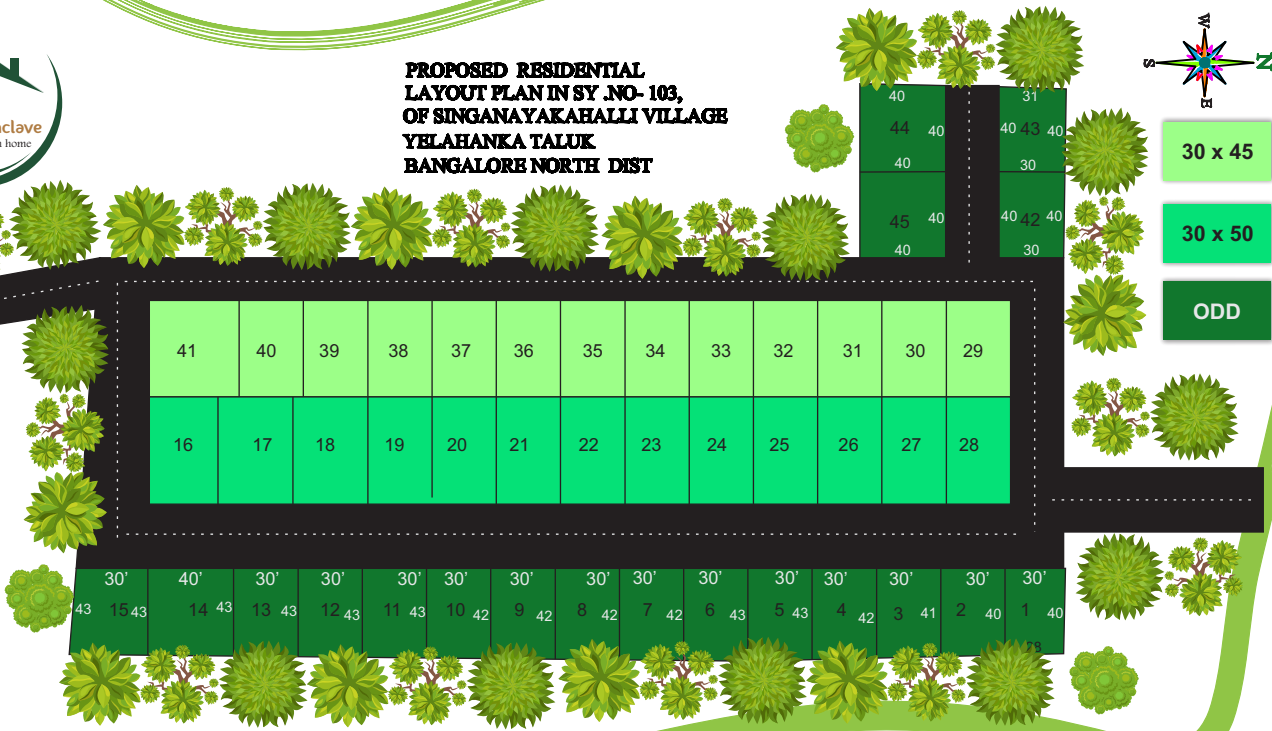 W
S
N
E
PROPOSED RESIDENTIAL
LAYOUT PLAN IN SY .NO- 103,
OF SINGANAYAKAHALLI VILLAGE
YELAHANKA TALUK
BANGALORE NORTH DIST
nclave
home
30 x 45
30 x 50
ODD
40 31
44 40 40 43 40
40 30
45 40 40 42 40
40 30
41 40 39 38 37 36 35 34 33 32 31 30 29
16 17 18 19 20 21 22 23 24 25 26 27 28
30' 40' 30' 30' 30' 30' 30' 30' 30' 30' 30' 30' 30' 30' 30'
43 15 43 14 43 13 43 12 43 11 43 10 42 9 42 8 42 7 42 6 43 5 43 4 42 3 41 2 40 1 40
28